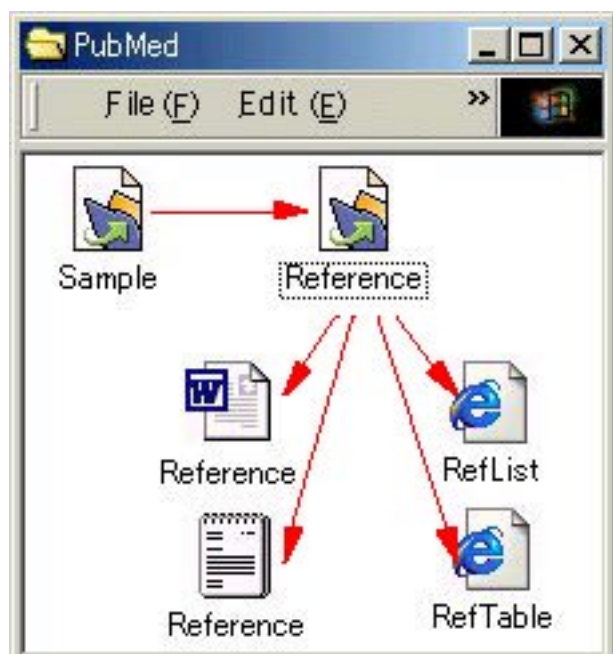 PubMed
File (F) Edit (E) »
Sample Reference
Reference RefList
Reference RefTable